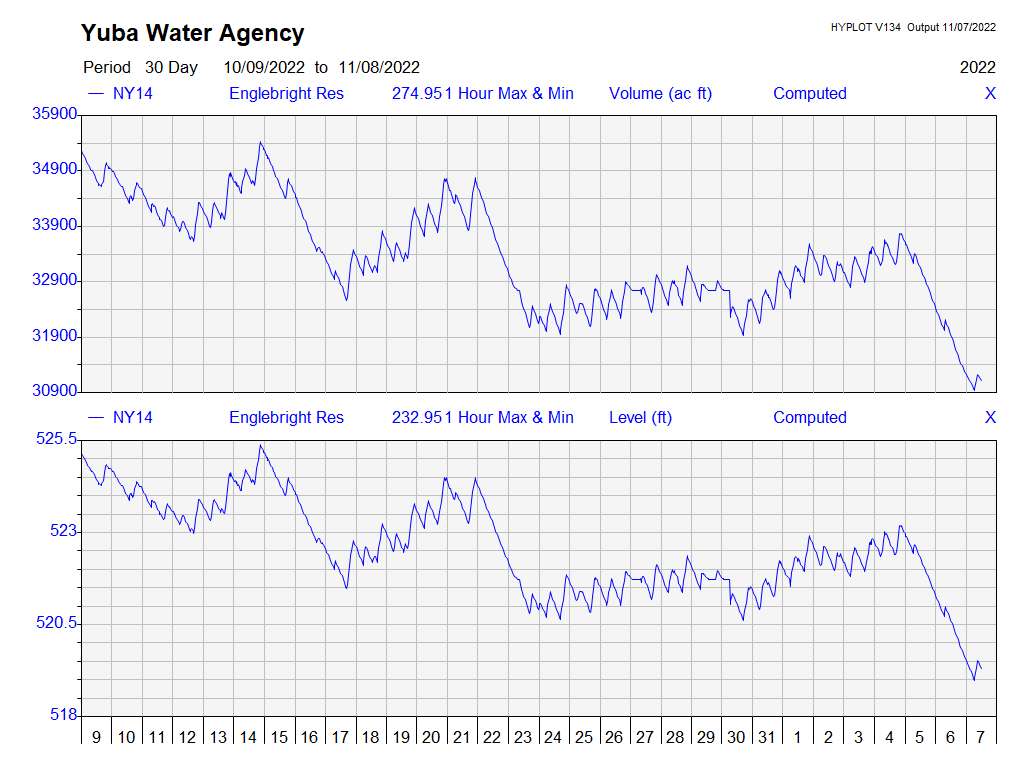 Yuba Water Agency
HYPLOT V134 Output 11/07/2022
Period 30 Day 10/09/2022 to 11/08/2022 2022
— NY14 Englebright Res 274.951 Hour Max & Min Volume (ac ft) Computed X
35900
34900
33900
32900
31900
30900
— NY14 Englebright Res 232.951 Hour Max & Min Level (ft) Computed X
525.5
523
520.5
518
9 10 11 12 13 14 15 16 17 18 19 20 21 22 23 24 25 26 27 28 29 30 31 1 2 3 4 5 6 7